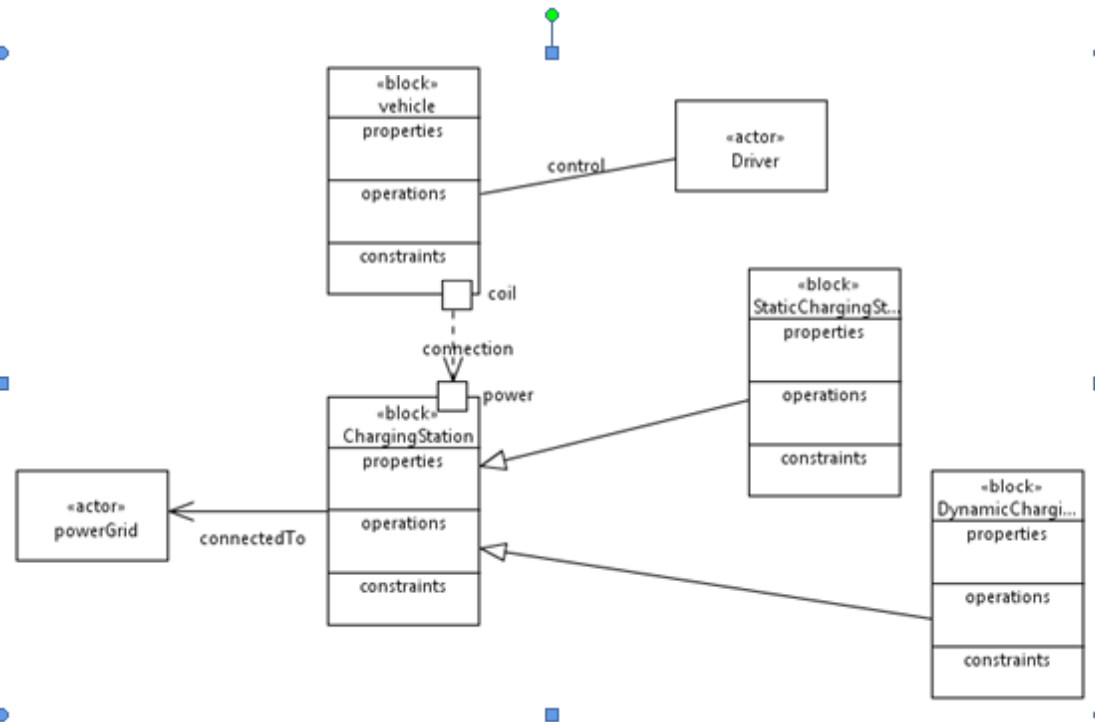 «block»
vehicle
properties
operations
constraints
coil
control
«actor»
Driver
connection
power
«block»
ChargingStation
properties
operations
constraints
connectedTo
«actor»
powerGrid
«block»
StaticChargingSt...
properties
operations
constraints
«block»
DynamicChargi...
properties
operations
constraints